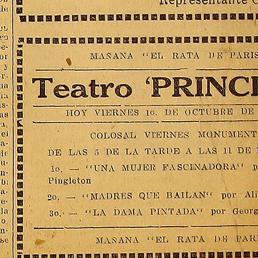 Representante
MAÑANA "EL RATA DE PARIS
Teatro 'PRINC
HOY VIERNES 1o. DE OCTUBRE DE
COLOSAL VIERNES MONUMENT
DE LAS 5 DE LA TARDE A LAS 11 DE
1o. — "UNA MUJER FASCINADORA" p
Pingleton
2o. — "MADRES QUE BAILAN" por Ali
3o. — "LA DAMA PINTADA" por Georg
MAÑANA "EL RATA DE PARI